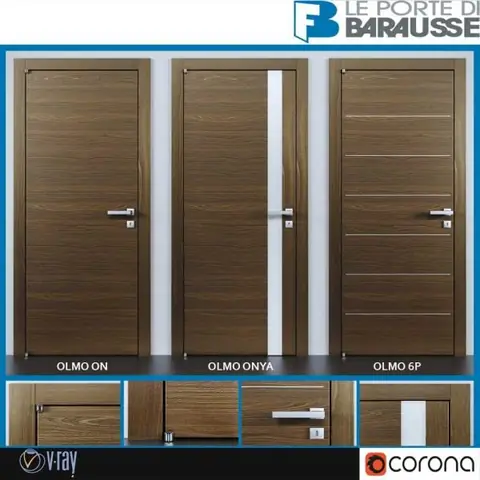 LE PORTE DI
BARAUSSE
OLMO ON
OLMO ONYA
OLMO 6P
v·ray
corona